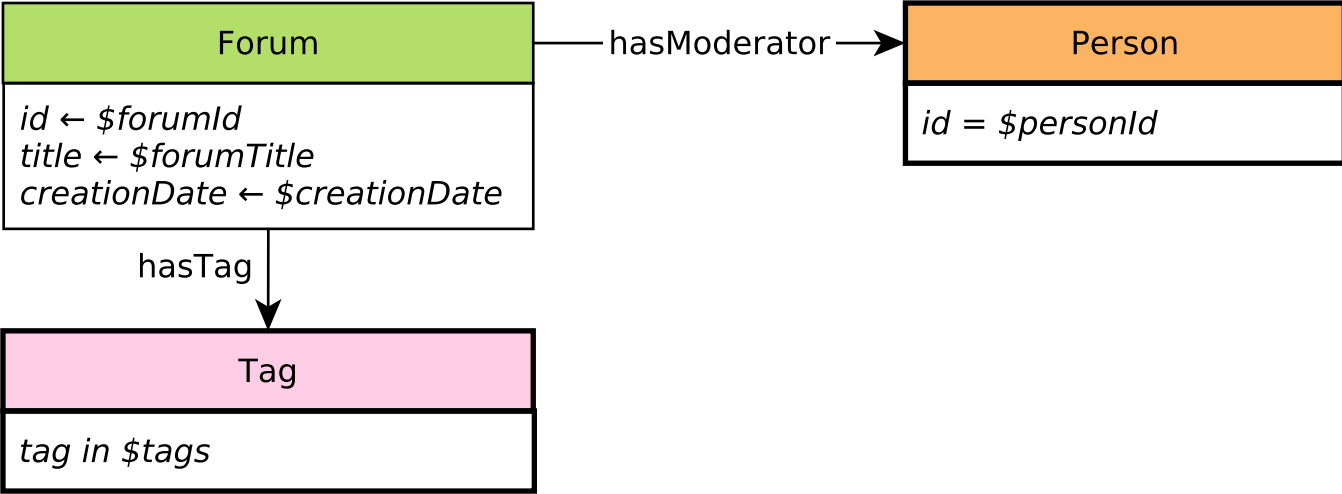 Forum
hasModerator
Person
id ← $forumId
title ← $forumTitle
creationDate ← $creationDate
id = $personId
hasTag
Tag
tag in $tags